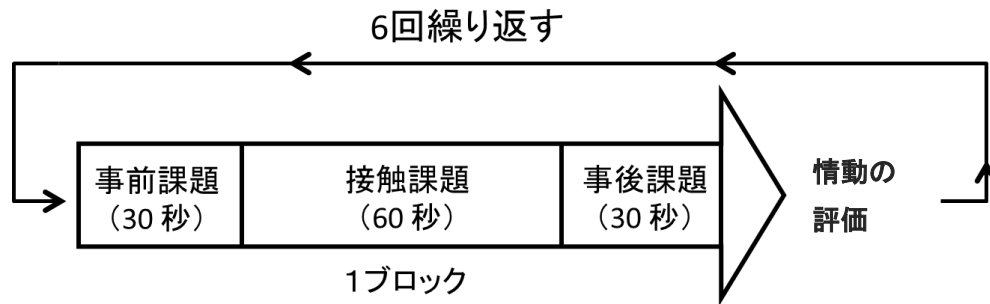 6回繰り返す
事前課題
（30 秒）
接触課題
（60 秒）
事後課題
（30 秒）
情動の
評価
１ブロック